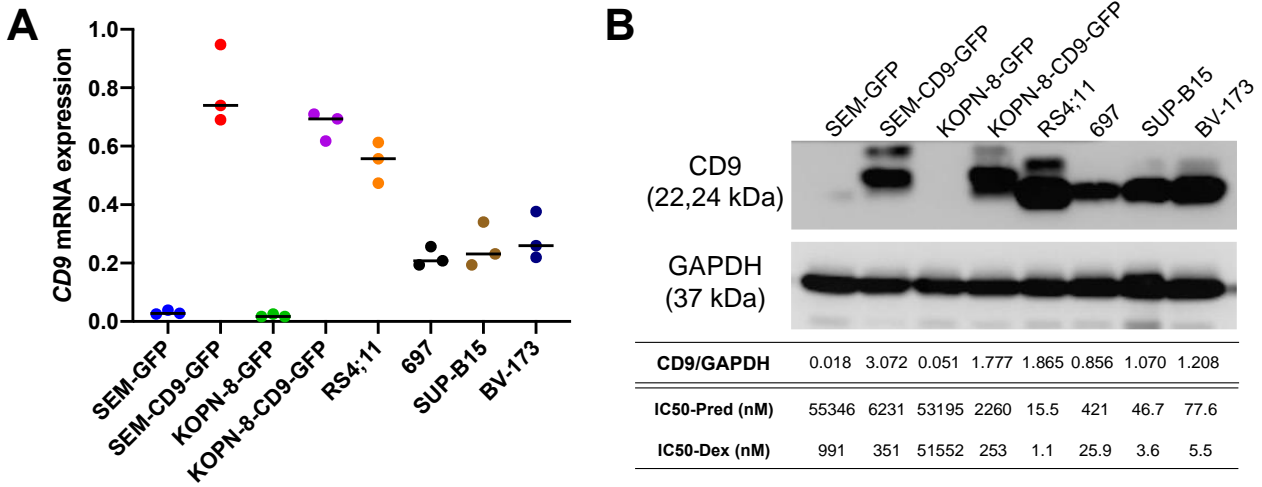 A
CD9 mRNA expression
1.0
0.8
0.6
0.4
0.2
0.0
SEM-GFP
SEM-CD9-GFP
KOPN-8-GFP
KOPN-8-CD9-GFP
RS4;11
697
SUP-B15
BV-173
B
SEM-GFP
SEM-CD9-GFP
KOPN-8-GFP
KOPN-8-CD9-GFP
RS4;11
697
SUP-B15
BV-173
CD9
(22,24 kDa)
GAPDH
(37 kDa)
CD9/GAPDH 0.018 3.072 0.051 1.777 1.865 0.856 1.070 1.208
IC50-Pred (nM) 55346 6231 53195 2260 15.5 421 46.7 77.6
IC50-Dex (nM) 991 351 51552 253 1.1 25.9 3.6 5.5